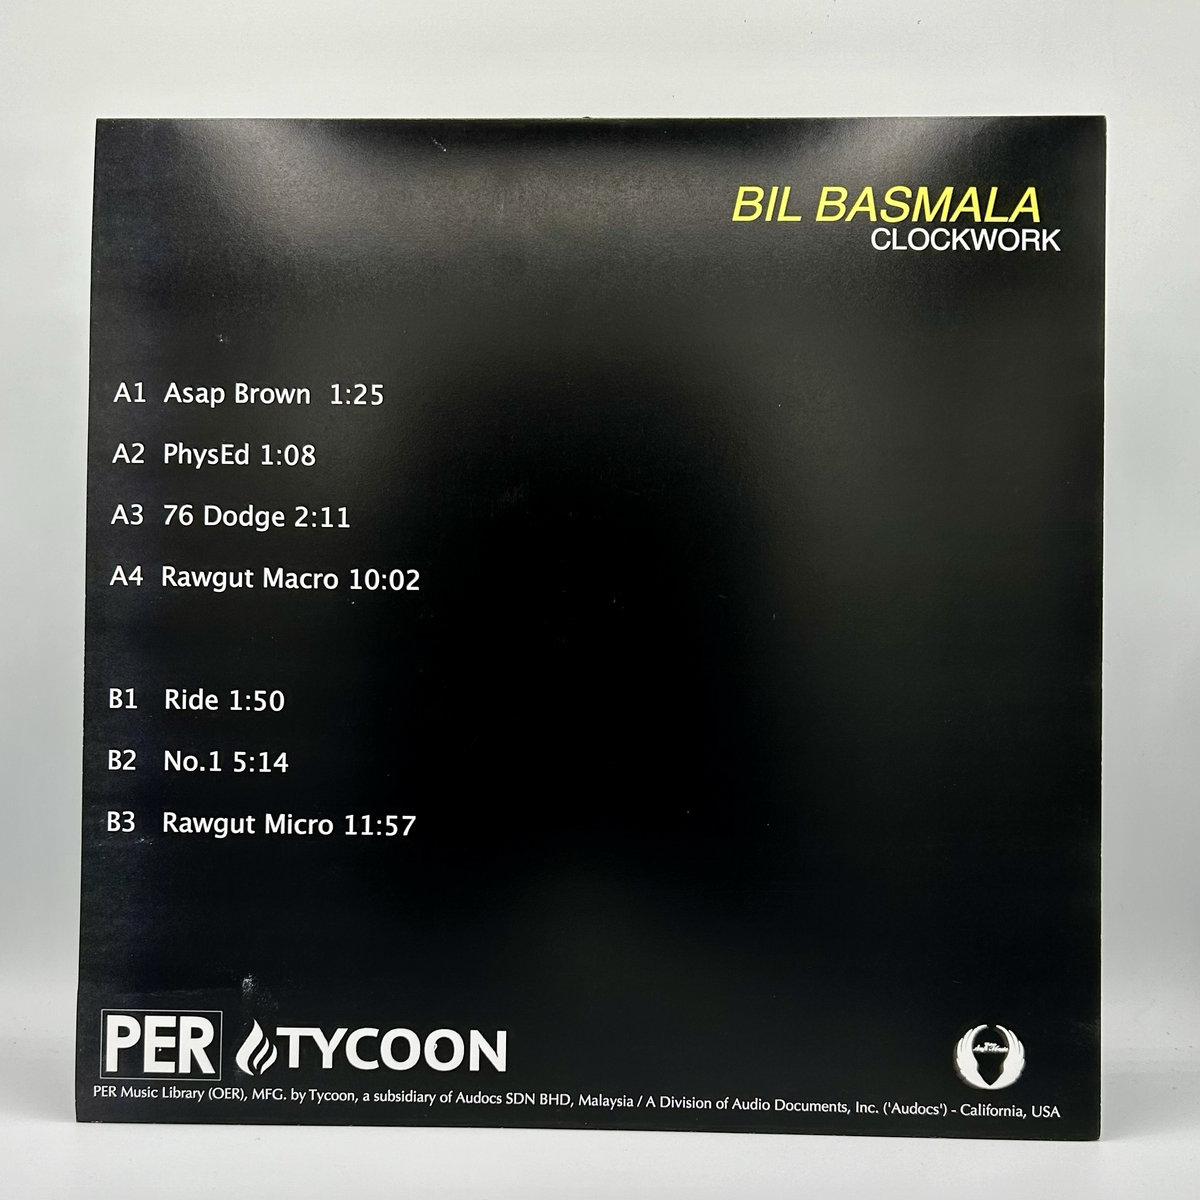 BIL BASMALA
CLOCKWORK
A1 Asap Brown 1:25
A2 PhysEd 1:08
A3 76 Dodge 2:11
A4 Rawgut Macro 10:02
B1 Ride 1:50
B2 No.1 5:14
B3 Rawgut Micro 11:57
PER TYCOON
PER Music Library (OER), MFG. by Tycoon, a subsidiary of Audocs SDN BHD, Malaysia / A Division of Audio Documents, Inc. ('Audocs') - California, USA